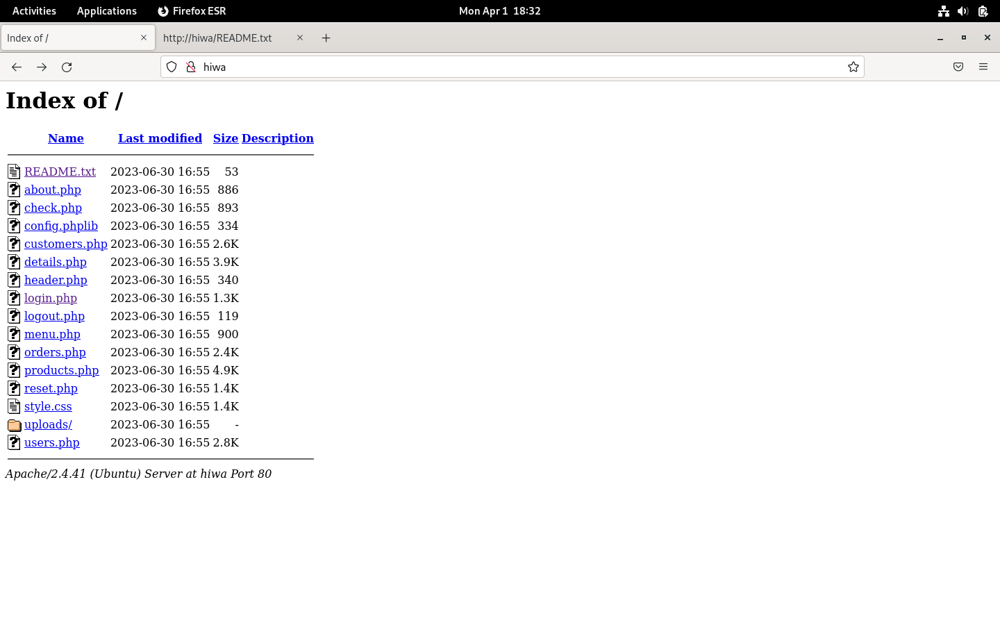 Activities Applications Firefox ESR Mon Apr 1 18:32
Index of / http://hiwa/README.txt
hiwa
Index of /
Name Last modified Size Description
README.txt 2023-06-30 16:55 53
about.php 2023-06-30 16:55 886
check.php 2023-06-30 16:55 893
config.phplib 2023-06-30 16:55 334
customers.php 2023-06-30 16:55 2.6K
details.php 2023-06-30 16:55 3.9K
header.php 2023-06-30 16:55 340
login.php 2023-06-30 16:55 1.3K
logout.php 2023-06-30 16:55 119
menu.php 2023-06-30 16:55 900
orders.php 2023-06-30 16:55 2.4K
products.php 2023-06-30 16:55 4.9K
reset.php 2023-06-30 16:55 1.4K
style.css 2023-06-30 16:55 1.4K
uploads/ 2023-06-30 16:55 -
users.php 2023-06-30 16:55 2.8K
Apache/2.4.41 (Ubuntu) Server at hiwa Port 80